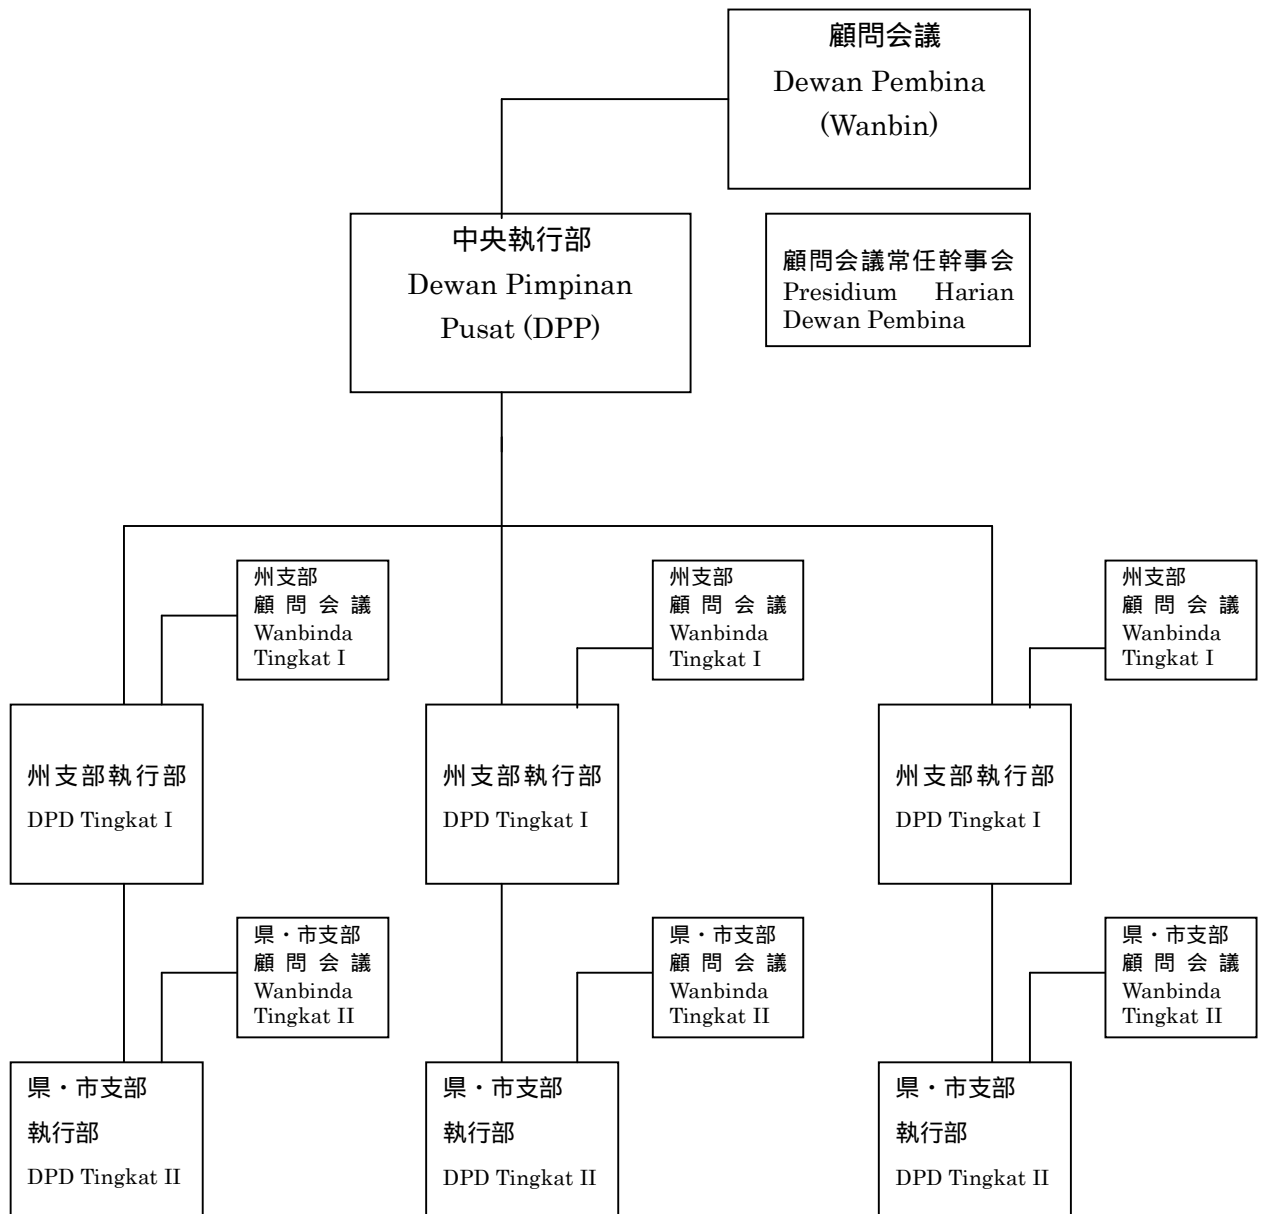 顧問会議
Dewan Pembina
(Wanbin)
中央執行部
Dewan Pimpinan
Pusat (DPP)
顧問会議常任幹事会
Presidium Harian
Dewan Pembina
州支部
顧問会議
Wanbinda
Tingkat I
州支部
顧問会議
Wanbinda
Tingkat I
州支部
顧問会議
Wanbinda
Tingkat I
州支部執行部
DPD Tingkat I
州支部執行部
DPD Tingkat I
州支部執行部
DPD Tingkat I
県・市支部
顧問会議
Wanbinda
Tingkat II
県・市支部
顧問会議
Wanbinda
Tingkat II
県・市支部
顧問会議
Wanbinda
Tingkat II
県・市支部
執行部
DPD Tingkat II
県・市支部
執行部
DPD Tingkat II
県・市支部
執行部
DPD Tingkat II